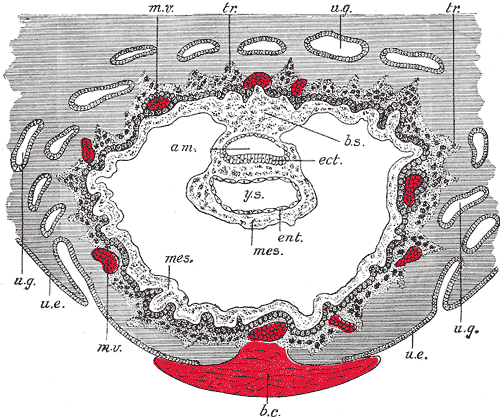 m.v. tr. u.g. tr.
am. b.s.
ect.
y.s.
ent.
mes.
mes.
u.g. u.e. m.v. b.c. u.e. u.g.